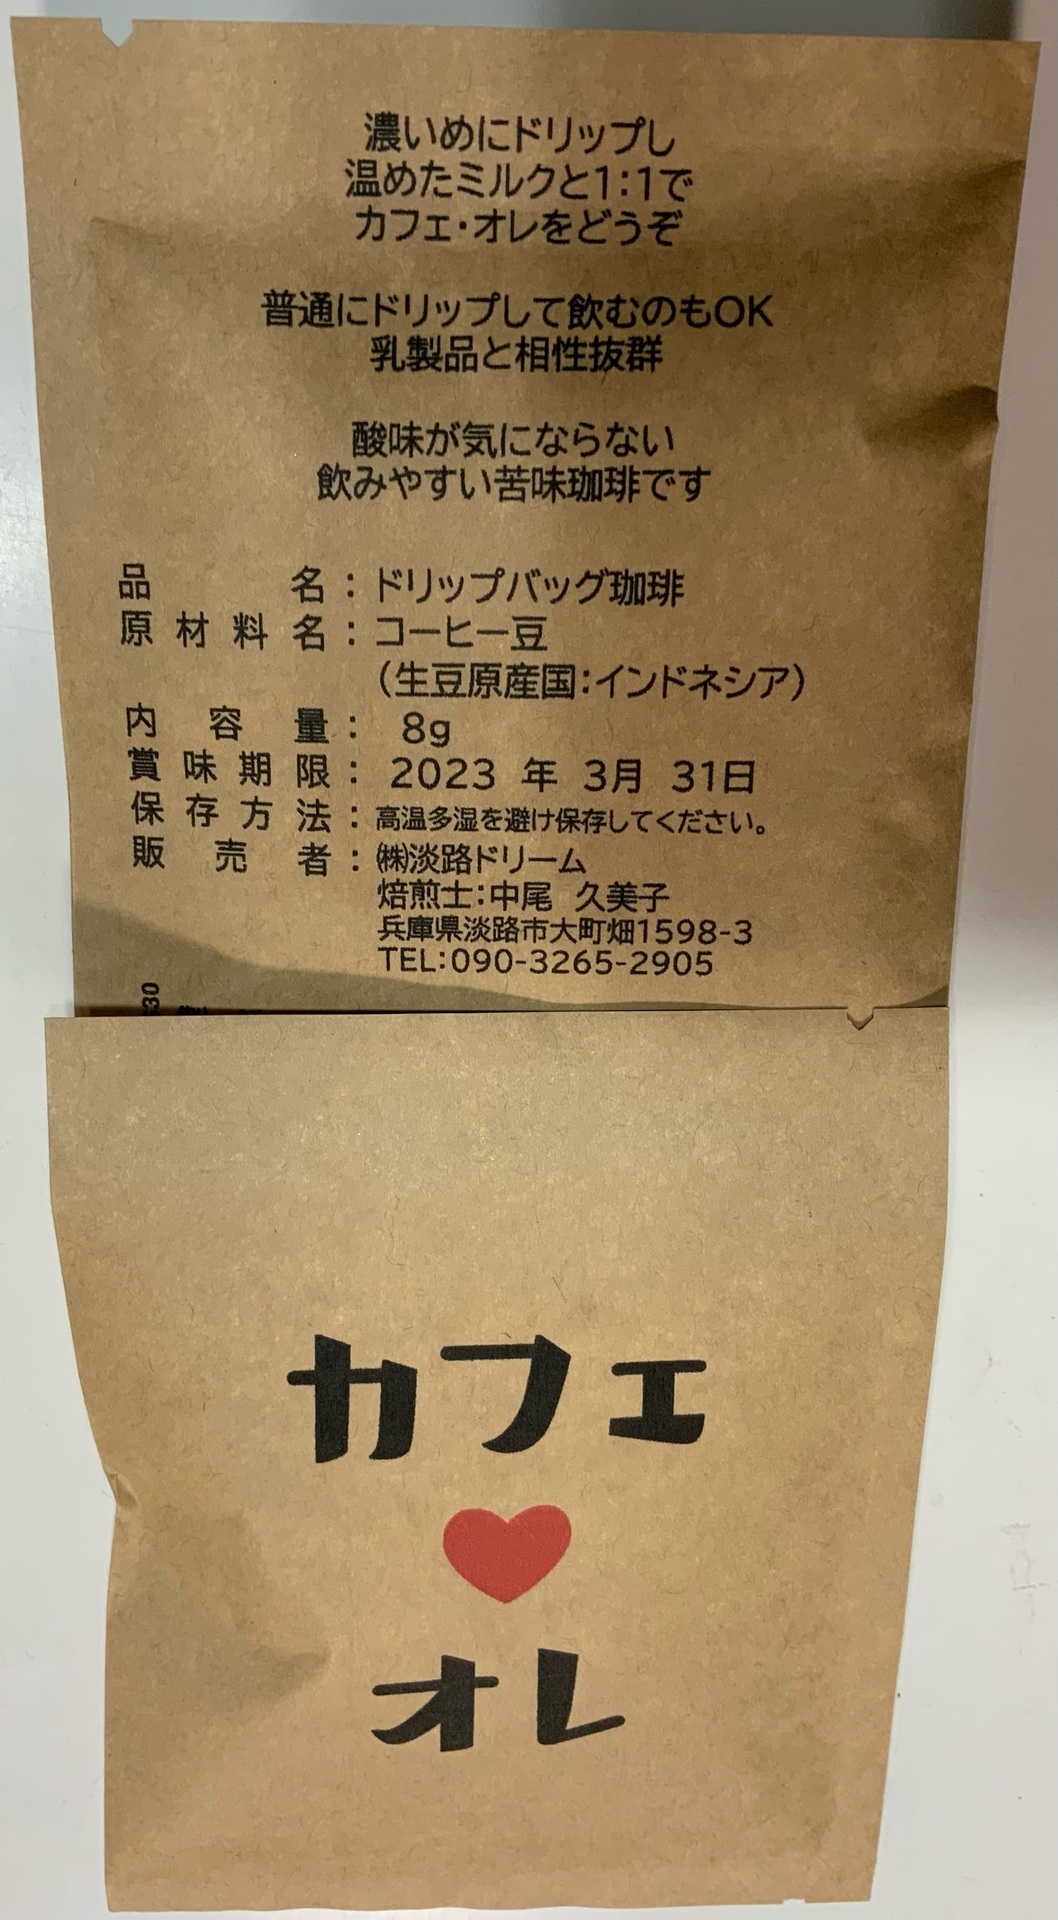 濃いめにドリップし
温めたミルクと1:1で
カフェ・オレをどうぞ
普通にドリップして飲むのもOK
乳製品と相性抜群
酸味が気にならない
飲みやすい苦味珈琲です
品名：ドリップバッグ珈琲
原材料名：コーヒー豆
（生豆原産国：インドネシア）
内容量： 8g
賞味期限： 2023 年 3月 31日
保存方法：高温多湿を避け保存してください。
販売者：㈱淡路ドリーム
焙煎士：中尾 久美子
兵庫県淡路市大町畑1598-3
TEL：090-3265-2905
カフェ
オレ